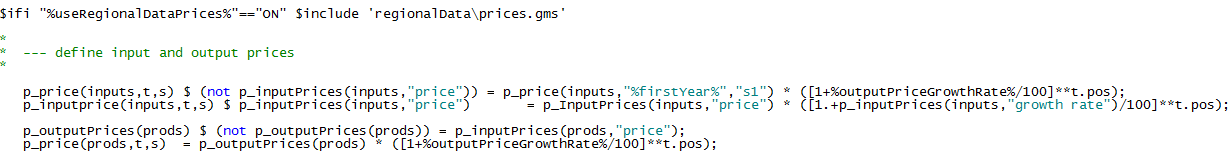 $ifi "%useRegionalDataPrices%"=="ON" $include 'regionalData\prices.gms'
*
*  --- define input and output prices
*
p_price(inputs,t,s) $ (not p_inputPrices(inputs,"price")) = p_price(inputs,"%firstYear%","s1") * ([1+%outputPriceGrowthRate%/100]**t.pos);
p_inputprice(inputs,t,s) $ p_inputPrices(inputs,"price")       = p_InputPrices(inputs,"price") * ([1.+p_inputPrices(inputs,"growth rate")/100]**t.pos);
p_outputPrices(prods) $ (not p_outputPrices(prods)) = p_inputPrices(prods,"price");
p_price(prods,t,s)  = p_outputPrices(prods) * ([1+%outputPriceGrowthRate%/100]**t.pos);